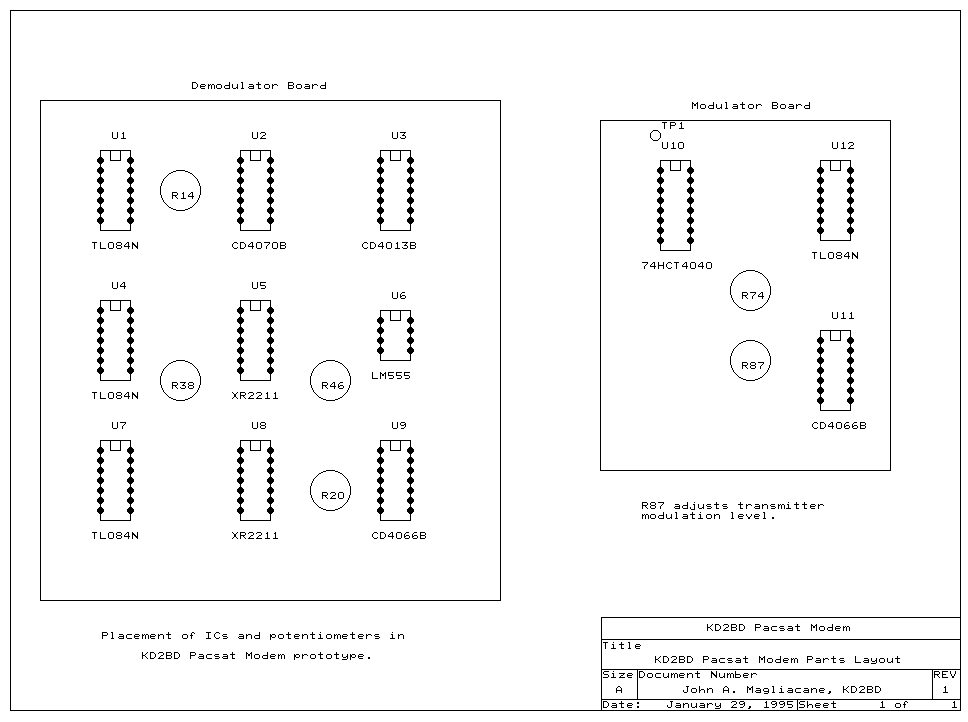 Demodulator Board
Modulator Board
TP1
U1
U2
U3
U10
U12
R14
TL084N
CD4070B
CD4013B
TL084N
74HCT4040
U4
U5
U6
R74
U11
R38
R46
LM555
R87
TL084N
XR2211
U7
U8
U9
CD4066B
R20
R87 adjusts transmitter
modulation level.
TL084N
XR2211
CD4066B
Placement of ICs and potentiometers in
KD2BD Pacsat Modem prototype.
KD2BD Pacsat Modem
Title
KD2BD Pacsat Modem Parts Layout
Size Document Number REV
A John A. Magliacane, KD2BD 1
Date: January 29, 1995 Sheet 1 of 1